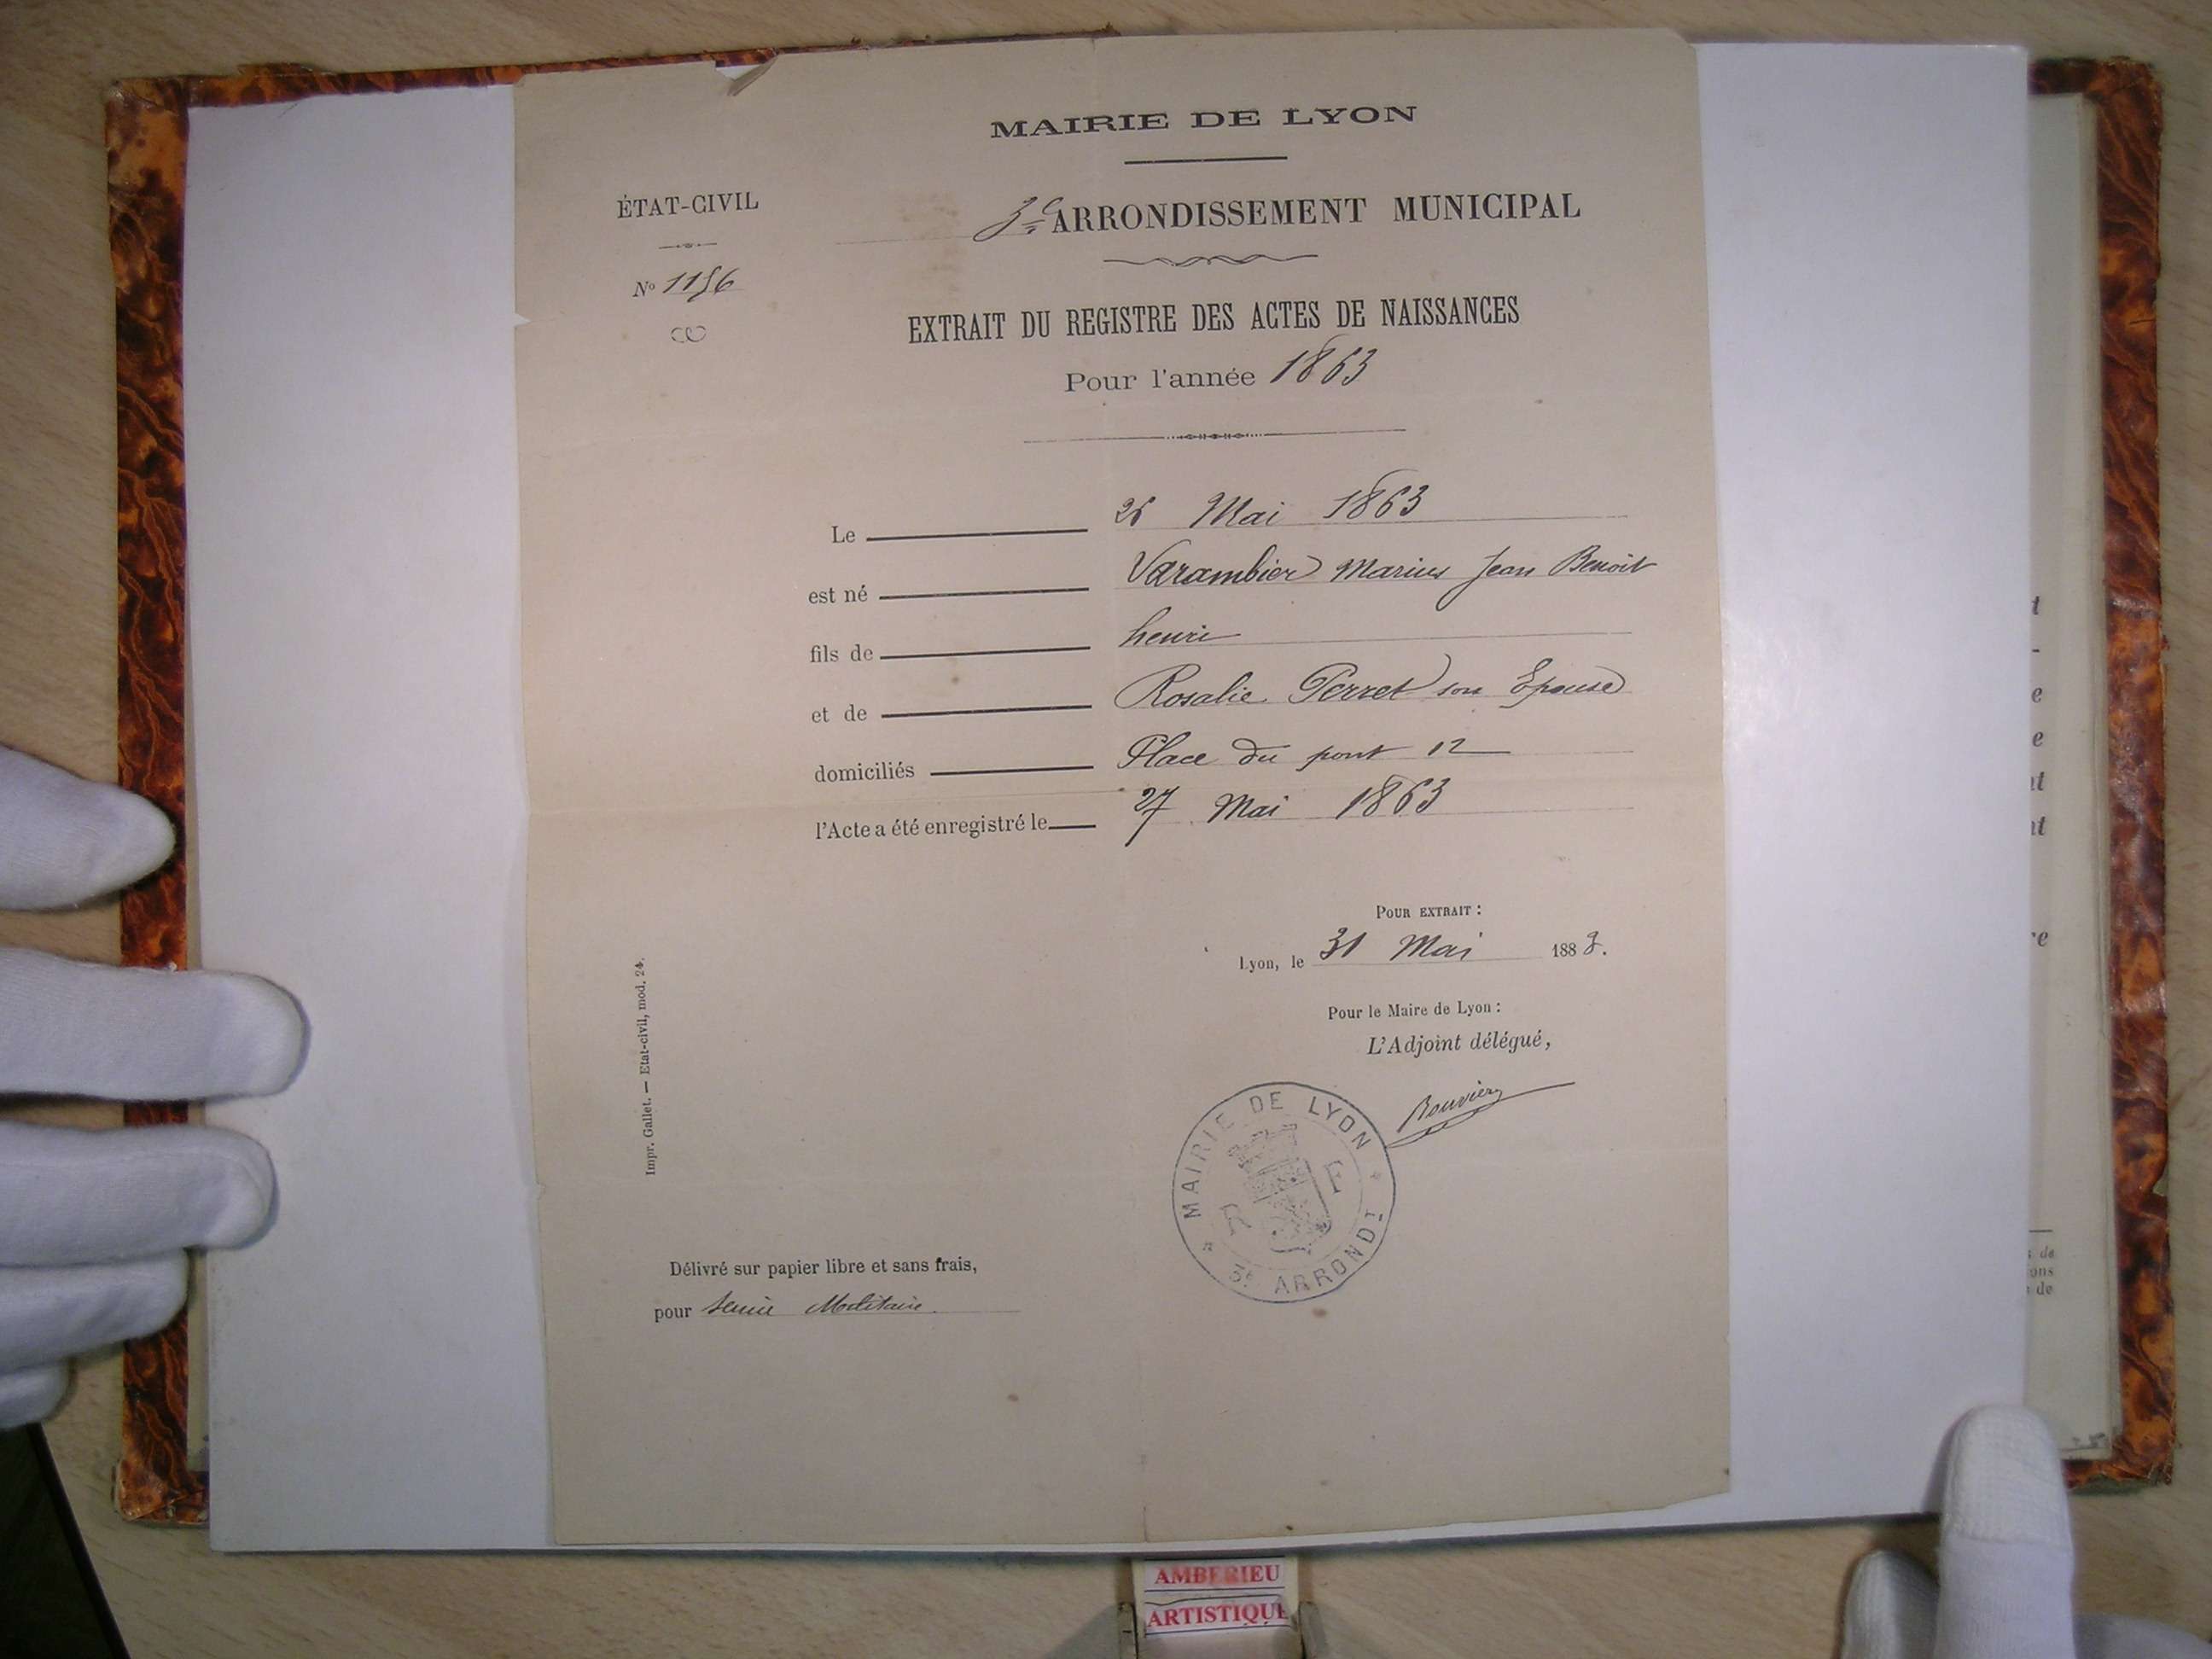 MAIRIE DE LYON
ÉTAT-CIVIL
3e ARRONDISSEMENT MUNICIPAL
No 1156
EXTRAIT DU REGISTRE DES ACTES DE NAISSANCES
Pour l'année 1863
Le 26 Mai 1863
est né Varambier Marius Jean Benoit
fils de henri
et de Rosalie Perret son Epouse
domiciliés Place du pont 12
l'Acte a été enregistré le 27 Mai 1863
POUR EXTRAIT :
Lyon, le 31 Mai 188
Pour le Maire de Lyon :
L'Adjoint délégué,
Bouvier
MAIRIE DE LYON
3e ARRONDT
R F
Impr. Gallet. — Etat-civil, mod. 24.
Délivré sur papier libre et sans frais,
pour Militaire.
AMBERIEU
ARTISTIQUE